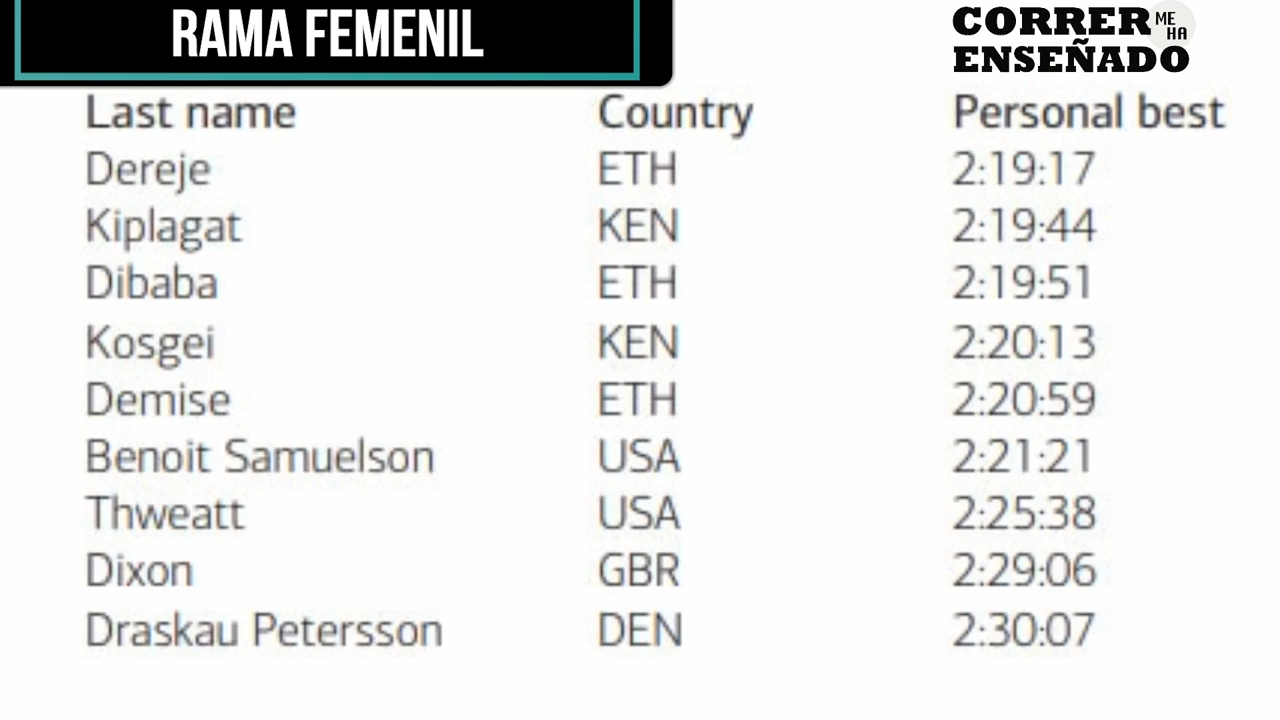 RAMA FEMENIL
CORRER ME HA
ENSEÑADO
Last name Country Personal best
Dereje ETH 2:19:17
Kiplagat KEN 2:19:44
Dibaba ETH 2:19:51
Kosgei KEN 2:20:13
Demise ETH 2:20:59
Benoit Samuelson USA 2:21:21
Thweatt USA 2:25:38
Dixon GBR 2:29:06
Draskau Petersson DEN 2:30:07